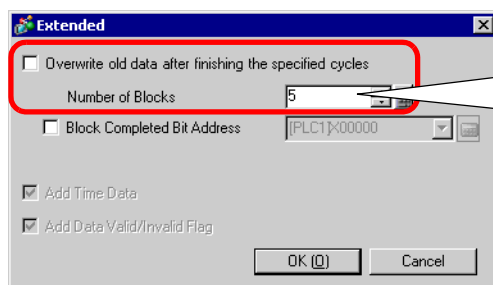 Extended
Overwrite old data after finishing the specified cycles
Number of Blocks 5
Block Completed Bit Address [PLC1]X00000
Add Time Data
Add Data Valid/Invalid Flag
OK (O) Cancel